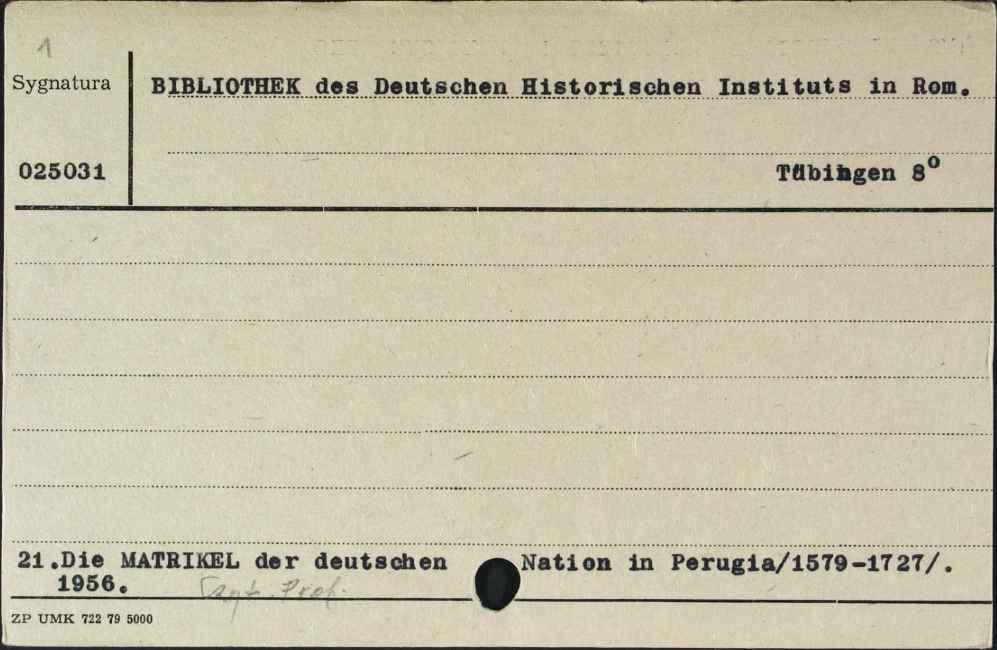 1
Sygnatura
BIBLIOTHEK des Deutschen Historischen Instituts in Rom.
025031
Tübingen 8º
21.Die MATRIKEL der deutschen Nation in Perugia/1579-1727/.
1956.
ZP UMK 722 79 5000